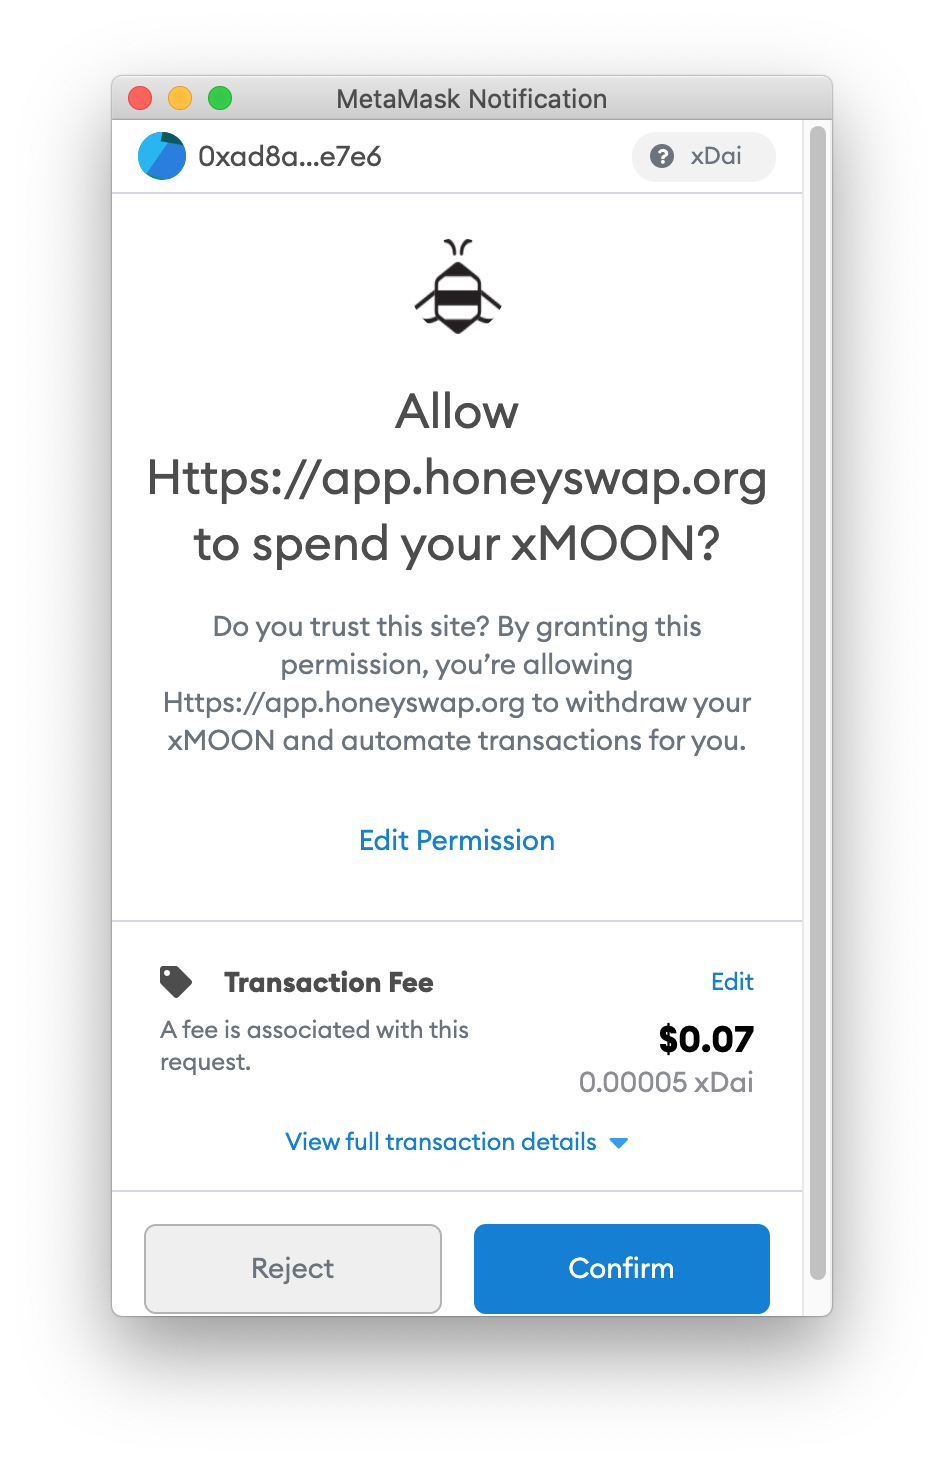 MetaMask Notification
0xad8a...e7e6
? xDai
Allow
Https://app.honeyswap.org
to spend your xMOON?
Do you trust this site? By granting this
permission, you’re allowing
Https://app.honeyswap.org to withdraw your
xMOON and automate transactions for you.
Edit Permission
Transaction Fee
Edit
A fee is associated with this
request.
$0.07
0.00005 xDai
View full transaction details
Reject
Confirm